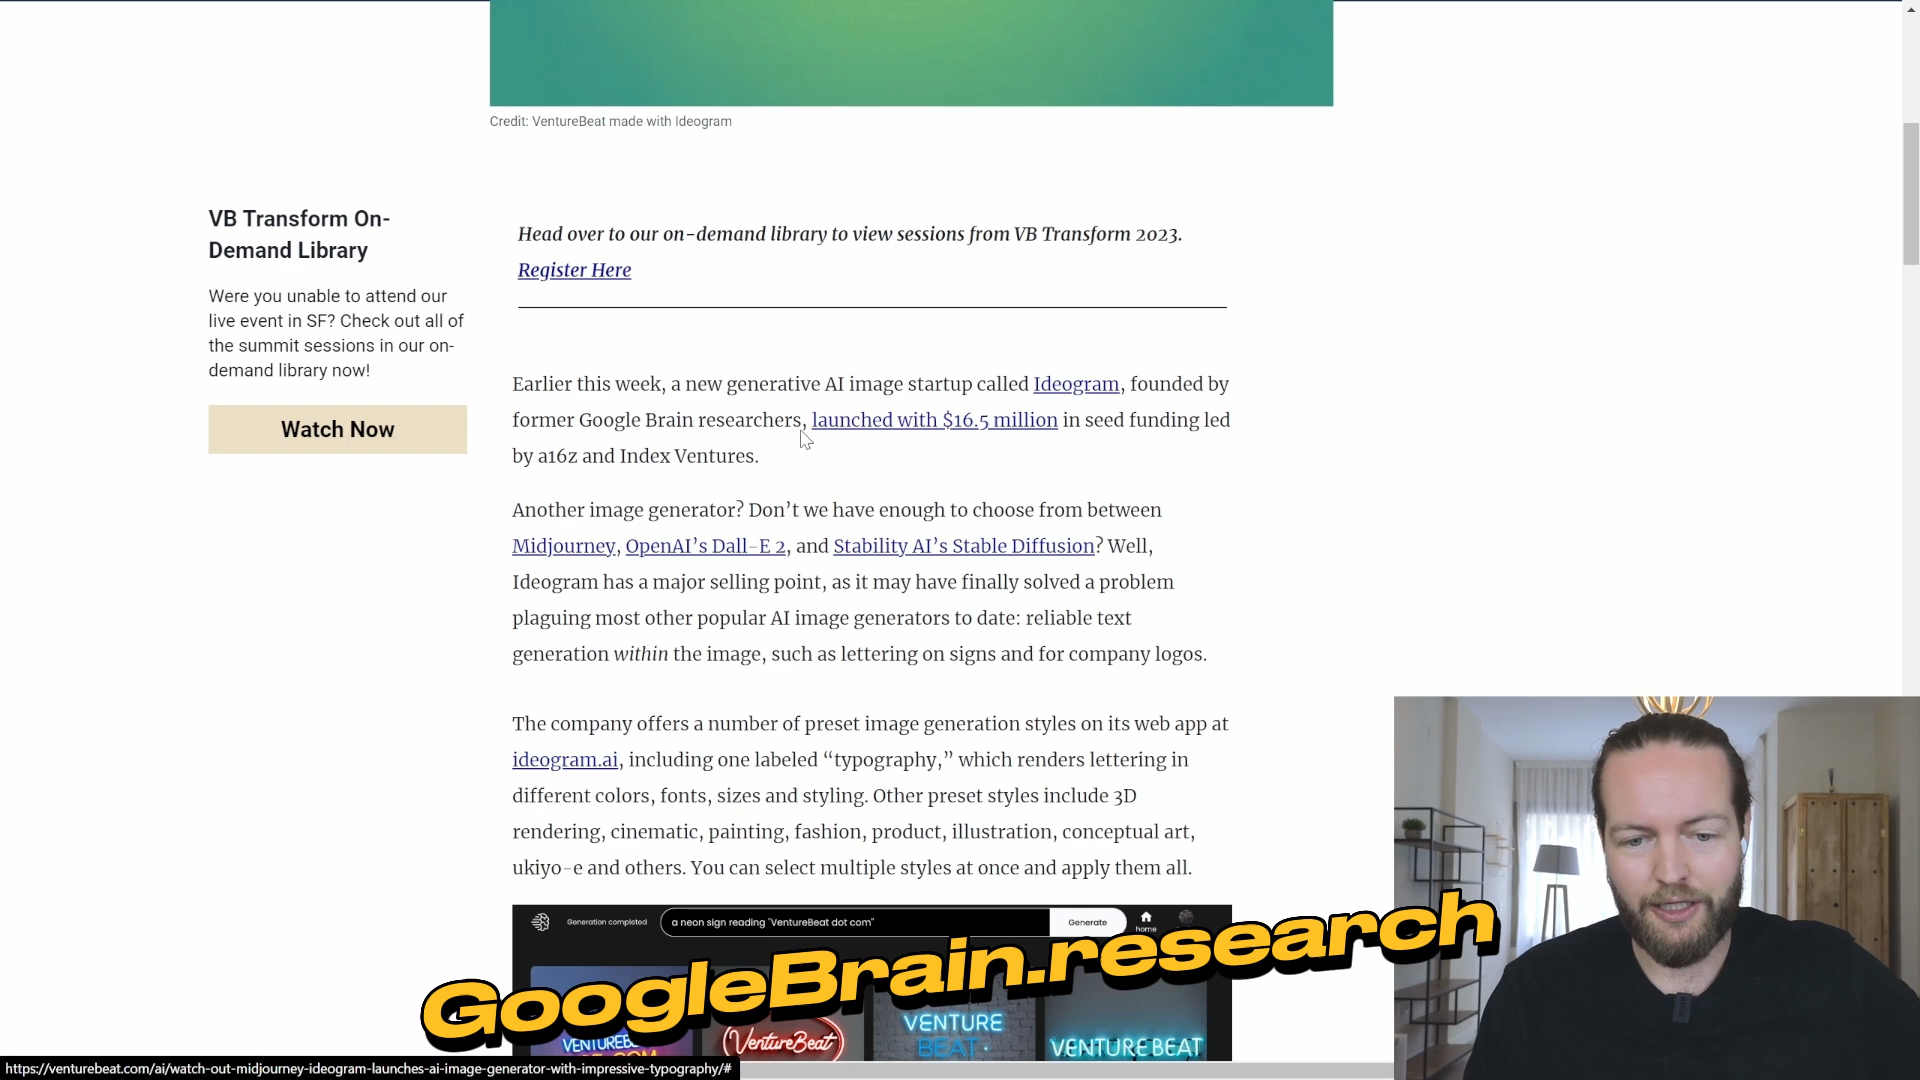 Credit: VentureBeat made with Ideogram
VB Transform On-
Demand Library
Were you unable to attend our
live event in SF? Check out all of
the summit sessions in our on-
demand library now!
Watch Now
Head over to our on-demand library to view sessions from VB Transform 2023.
Register Here
Earlier this week, a new generative AI image startup called Ideogram, founded by
former Google Brain researchers, launched with $16.5 million in seed funding led
by a16z and Index Ventures.
Another image generator? Don’t we have enough to choose from between
Midjourney, OpenAI’s Dall-E 2, and Stability AI’s Stable Diffusion? Well,
Ideogram has a major selling point, as it may have finally solved a problem
plaguing most other popular AI image generators to date: reliable text
generation within the image, such as lettering on signs and for company logos.
The company offers a number of preset image generation styles on its web app at
ideogram.ai, including one labeled “typography,” which renders lettering in
different colors, fonts, sizes and styling. Other preset styles include 3D
rendering, cinematic, painting, fashion, product, illustration, conceptual art,
ukiyo-e and others. You can select multiple styles at once and apply them all.
Generation completed
a neon sign reading "VentureBeat dot com"
Generate
home
GoogleBrain.research
VentureBeat
VENTURE
BEAT
VENTUREBEAT
https://venturebeat.com/ai/watch-out-midjourney-ideogram-launches-ai-image-generator-with-impressive-typography/#